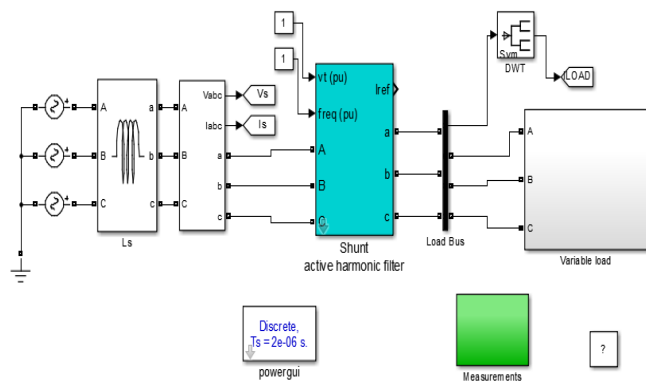 1
1
Sym
DWT
LOAD
vt (pu)
Iref
freq (pu)
Vabc
Vs
Iabc
Is
A
a
A
a
A
a
A
B
b
B
b
B
b
B
C
c
C
c
C
c
C
Ls
Load Bus
Shunt
active harmonic filter
Variable load
Discrete,
Ts = 2e-06 s.
powergui
Measurements
?